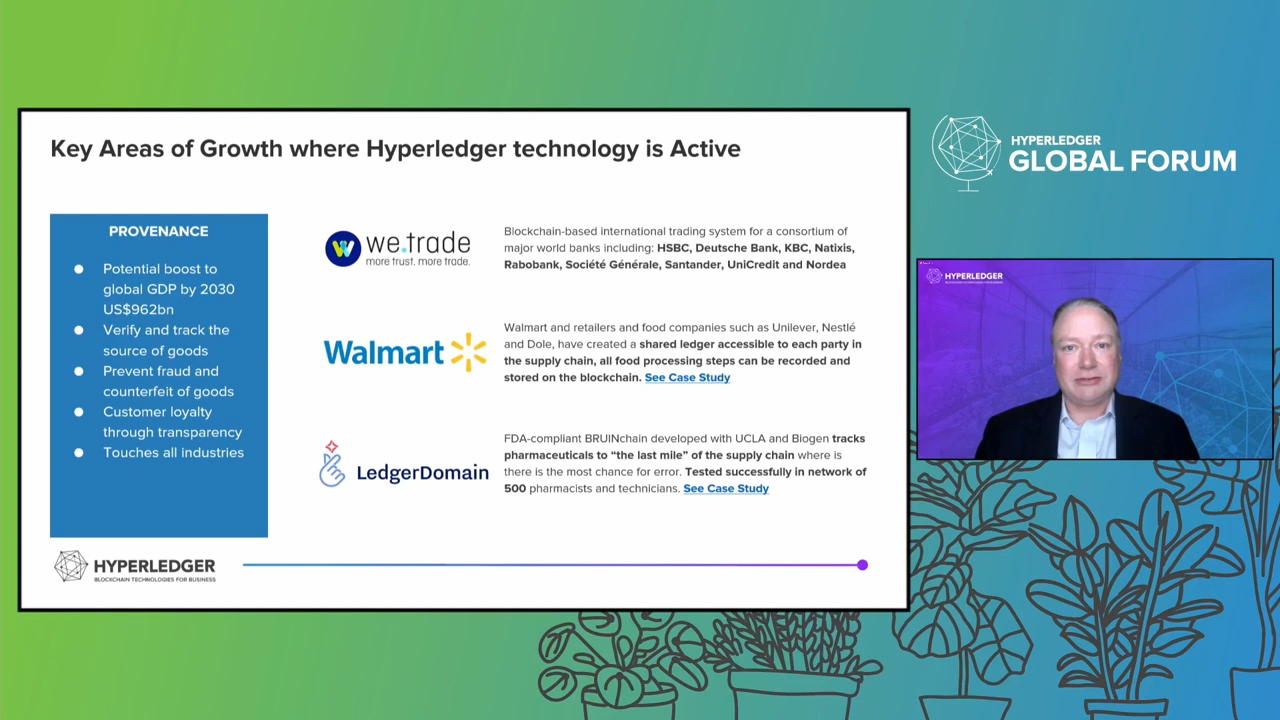 Key Areas of Growth where Hyperledger technology is Active
PROVENANCE
● Potential boost to
global GDP by 2030
US$962bn
● Verify and track the
source of goods
● Prevent fraud and
counterfeit of goods
● Customer loyalty
through transparency
● Touches all industries
we.trade
more trust. more trade.
Blockchain-based international trading system for a consortium of
major world banks including: HSBC, Deutsche Bank, KBC, Natixis,
Rabobank, Société Générale, Santander, UniCredit and Nordea
Walmart
Walmart and retailers and food companies such as Unilever, Nestlé
and Dole, have created a shared ledger accessible to each party in
the supply chain, all food processing steps can be recorded and
stored on the blockchain. See Case Study
LedgerDomain
FDA-compliant BRUINchain developed with UCLA and Biogen tracks
pharmaceuticals to “the last mile” of the supply chain where is
there is the most chance for error. Tested successfully in network of
500 pharmacists and technicians. See Case Study
HYPERLEDGER
BLOCKCHAIN TECHNOLOGIES FOR BUSINESS
HYPERLEDGER
GLOBAL FORUM
HYPERLEDGER